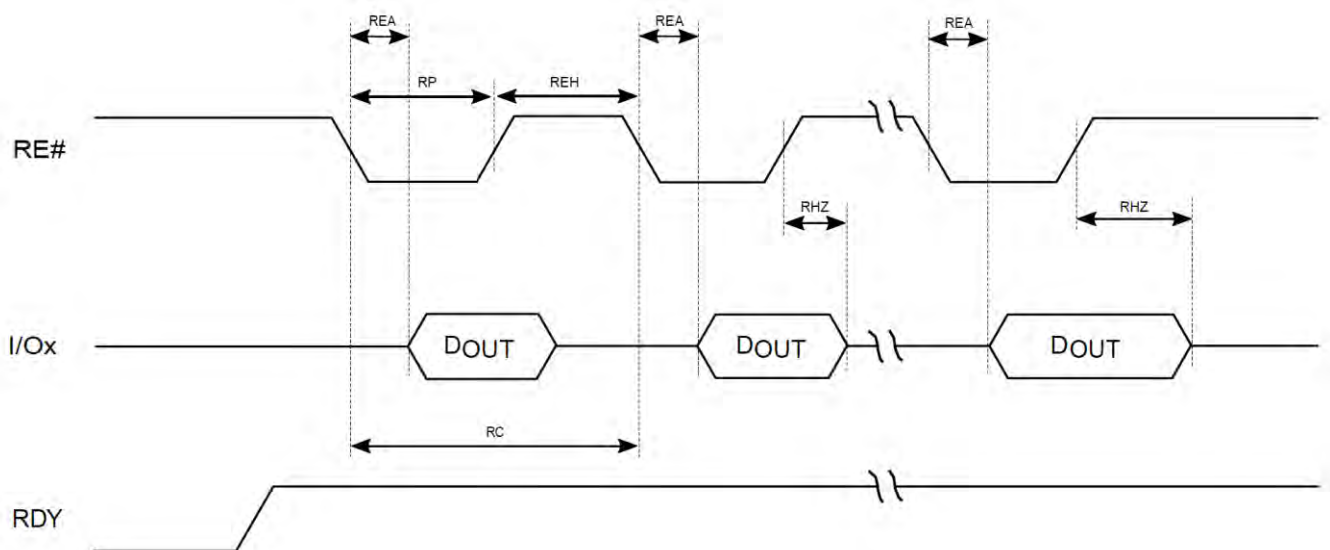 REA REA REA
RP REH
RE#
RHZ RHZ
I/Ox DOUT DOUT DOUT
RC
RDY